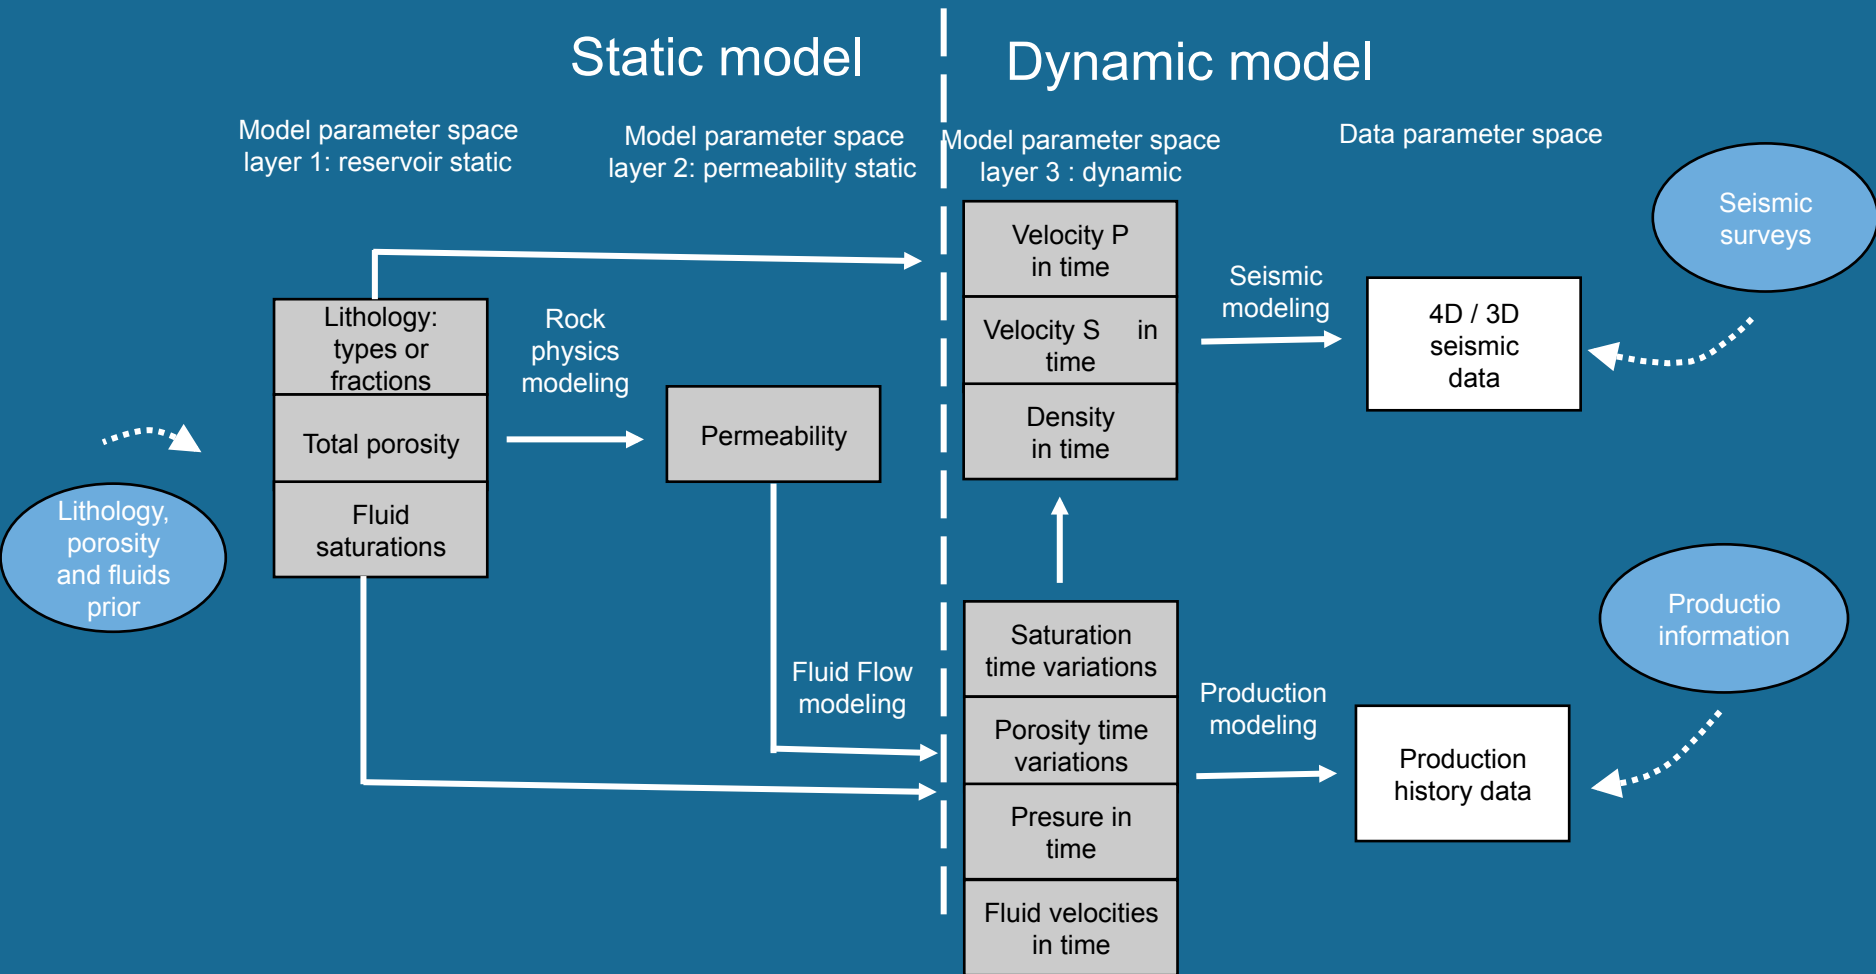 Static model
Dynamic model
Model parameter space
layer 1: reservoir static
Model parameter space
layer 2: permeability static
Model parameter space
layer 3 : dynamic
Data parameter space
Lithology,
porosity
and fluids
prior
Lithology:
types or
fractions
Total porosity
Fluid
saturations
Rock
physics
modeling
Permeability
Fluid Flow
modeling
Velocity P
in time
Velocity S in
time
Density
in time
Saturation
time variations
Porosity time
variations
Presure in
time
Fluid velocities
in time
Seismic
modeling
4D / 3D
seismic
data
Seismic
surveys
Production
modeling
Production
history data
Productio
information